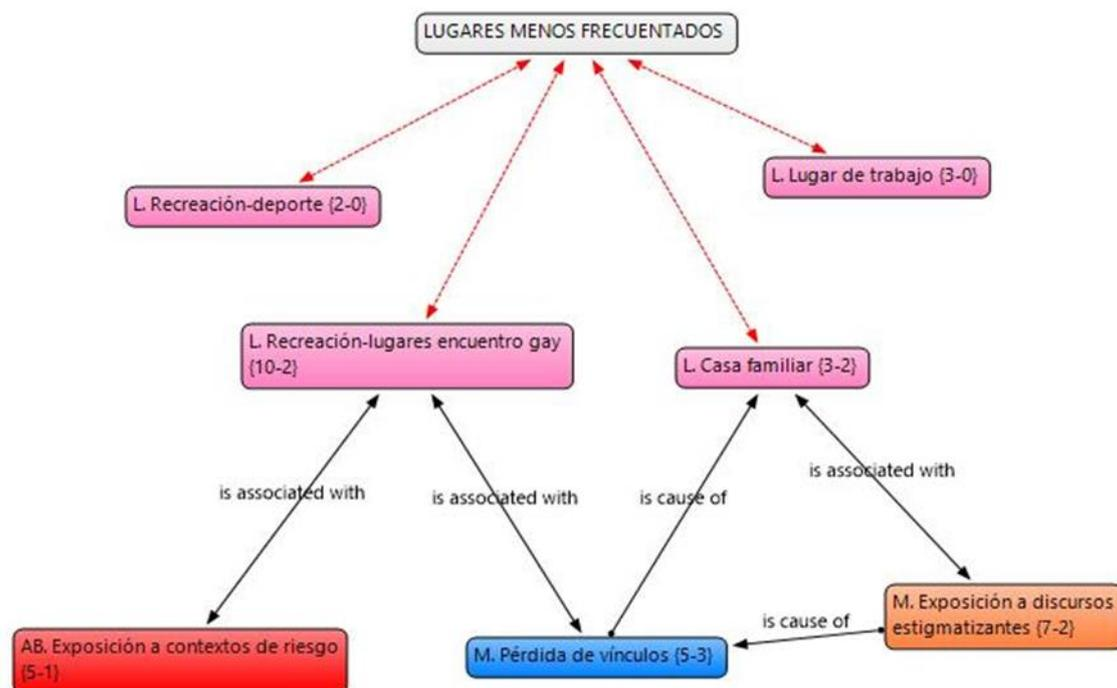 LUGARES MENOS FRECUENTADOS
L. Lugar de trabajo {3-0}
L. Recreación-deporte {2-0}
L. Recreación-lugares encuentro gay
{10-2}
L. Casa familiar {3-2}
is associated with
is associated with
is cause of
is associated with
is cause of
M. Exposición a discursos
estigmatizantes {7-2}
AB. Exposición a contextos de riesgo
{5-1}
M. Pérdida de vínculos {5-3}